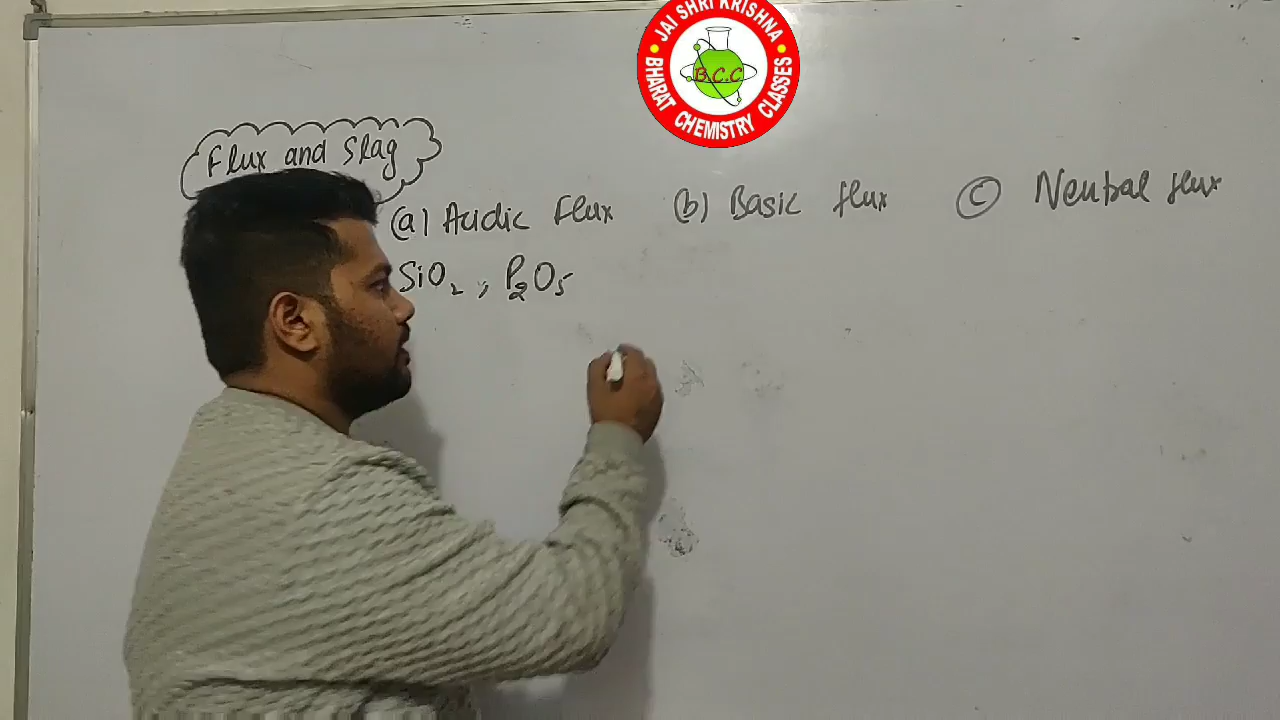 JAI SHRI KRISHNA
B.C.C
BHARAT CHEMISTRY CLASSES
Flux and Slag
(a) Acidic Flux (b) Basic flux (c) Neutral flux
SiO₂, P₂O₅